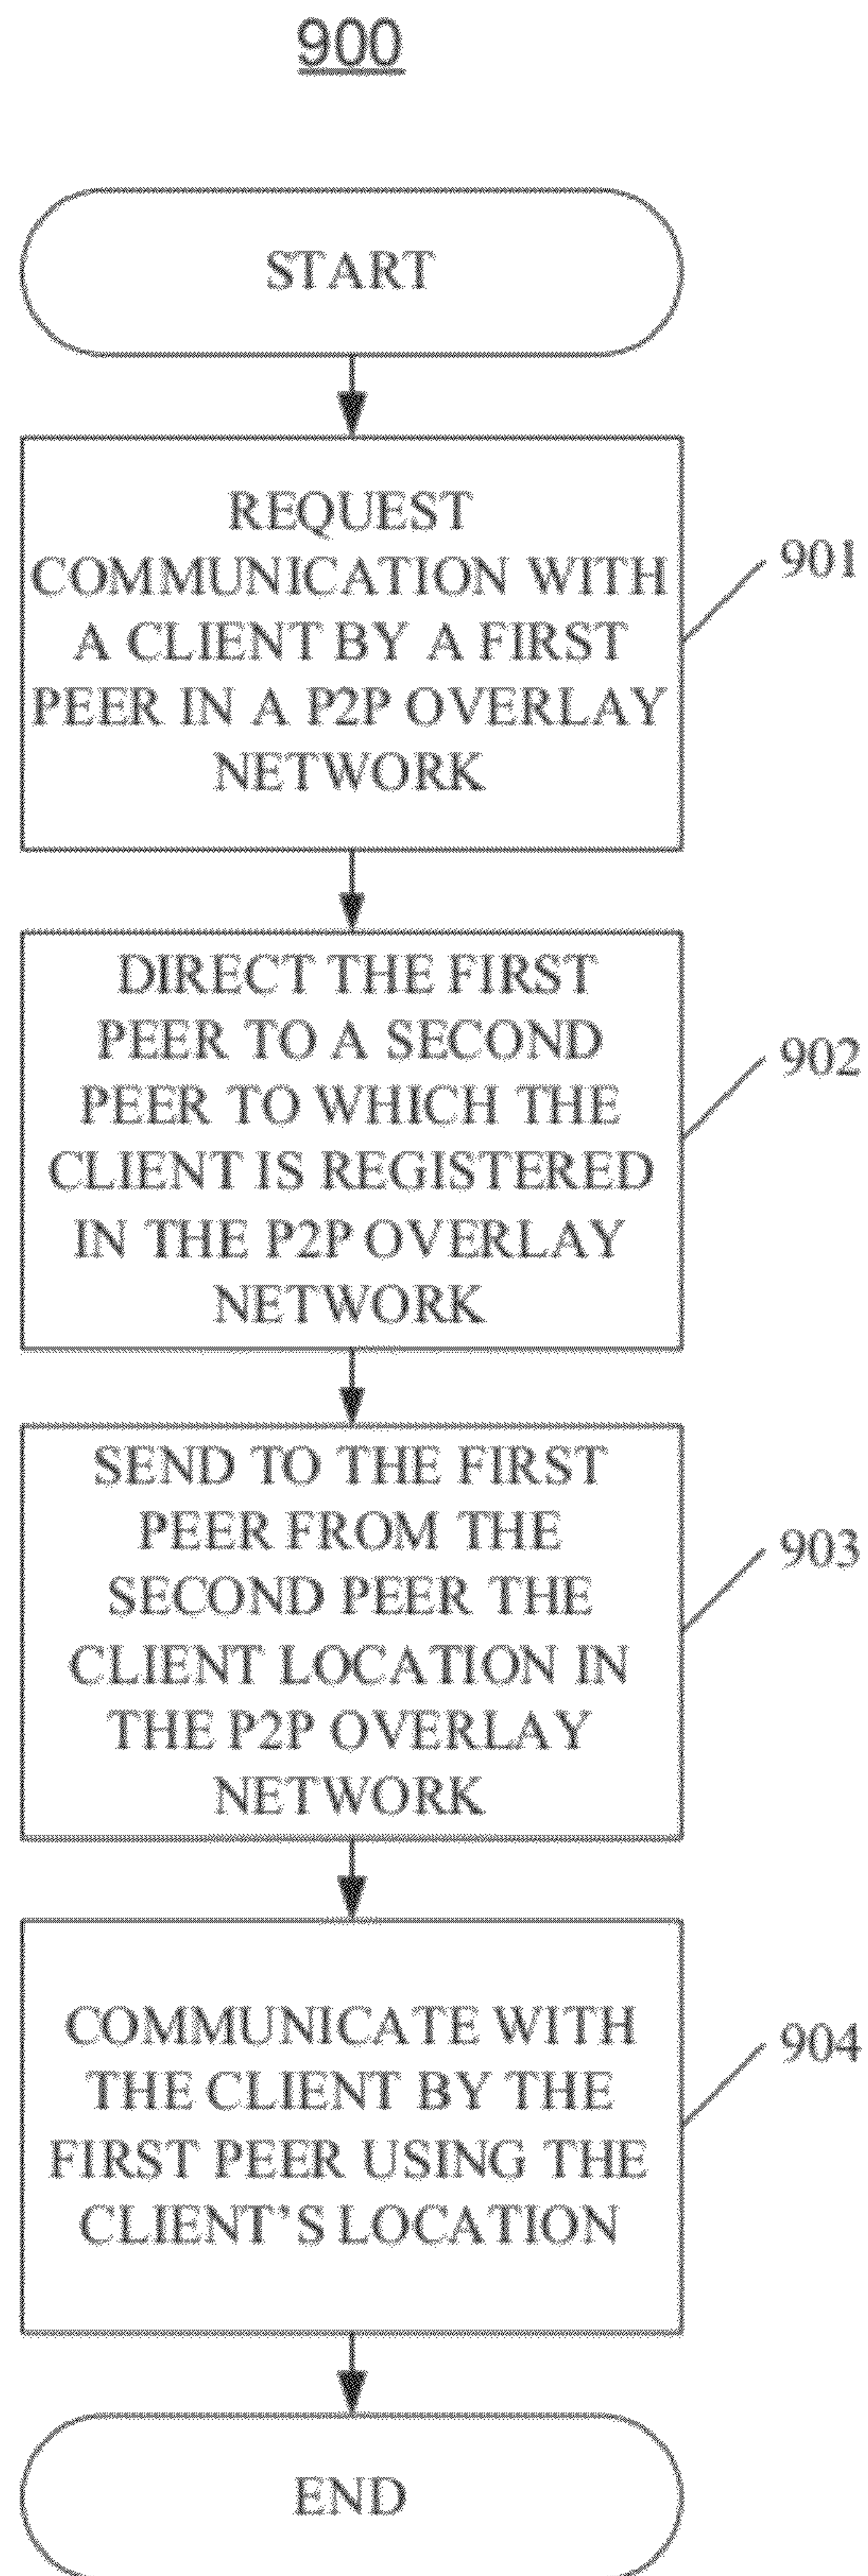 900
START
REQUEST
COMMUNICATION WITH
A CLIENT BY A FIRST
PEER IN A P2P OVERLAY
NETWORK
901
DIRECT THE FIRST
PEER TO A SECOND
PEER TO WHICH THE
CLIENT IS REGISTERED
IN THE P2P OVERLAY
NETWORK
902
SEND TO THE FIRST
PEER FROM THE
SECOND PEER THE
CLIENT LOCATION IN
THE P2P OVERLAY
NETWORK
903
COMMUNICATE WITH
THE CLIENT BY THE
FIRST PEER USING THE
CLIENT’S LOCATION
904
END